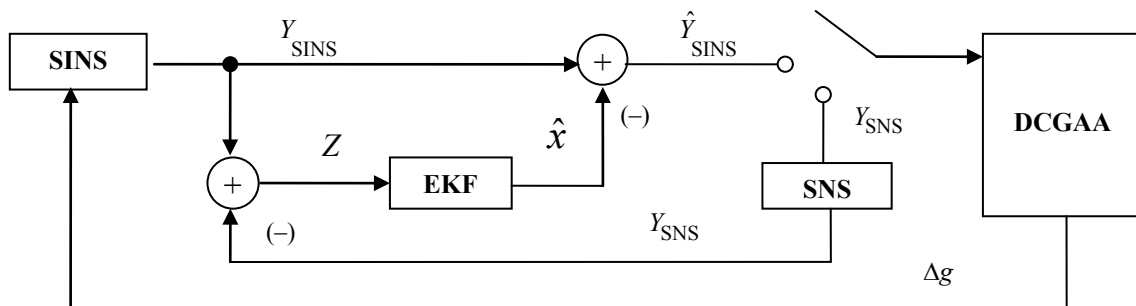 Y_SINS
Ŷ_SINS
SINS
+
(–)
DCGAA
Y_SNS
Z
x̂
+
EKF
SNS
(–)
Y_SNS
Δg